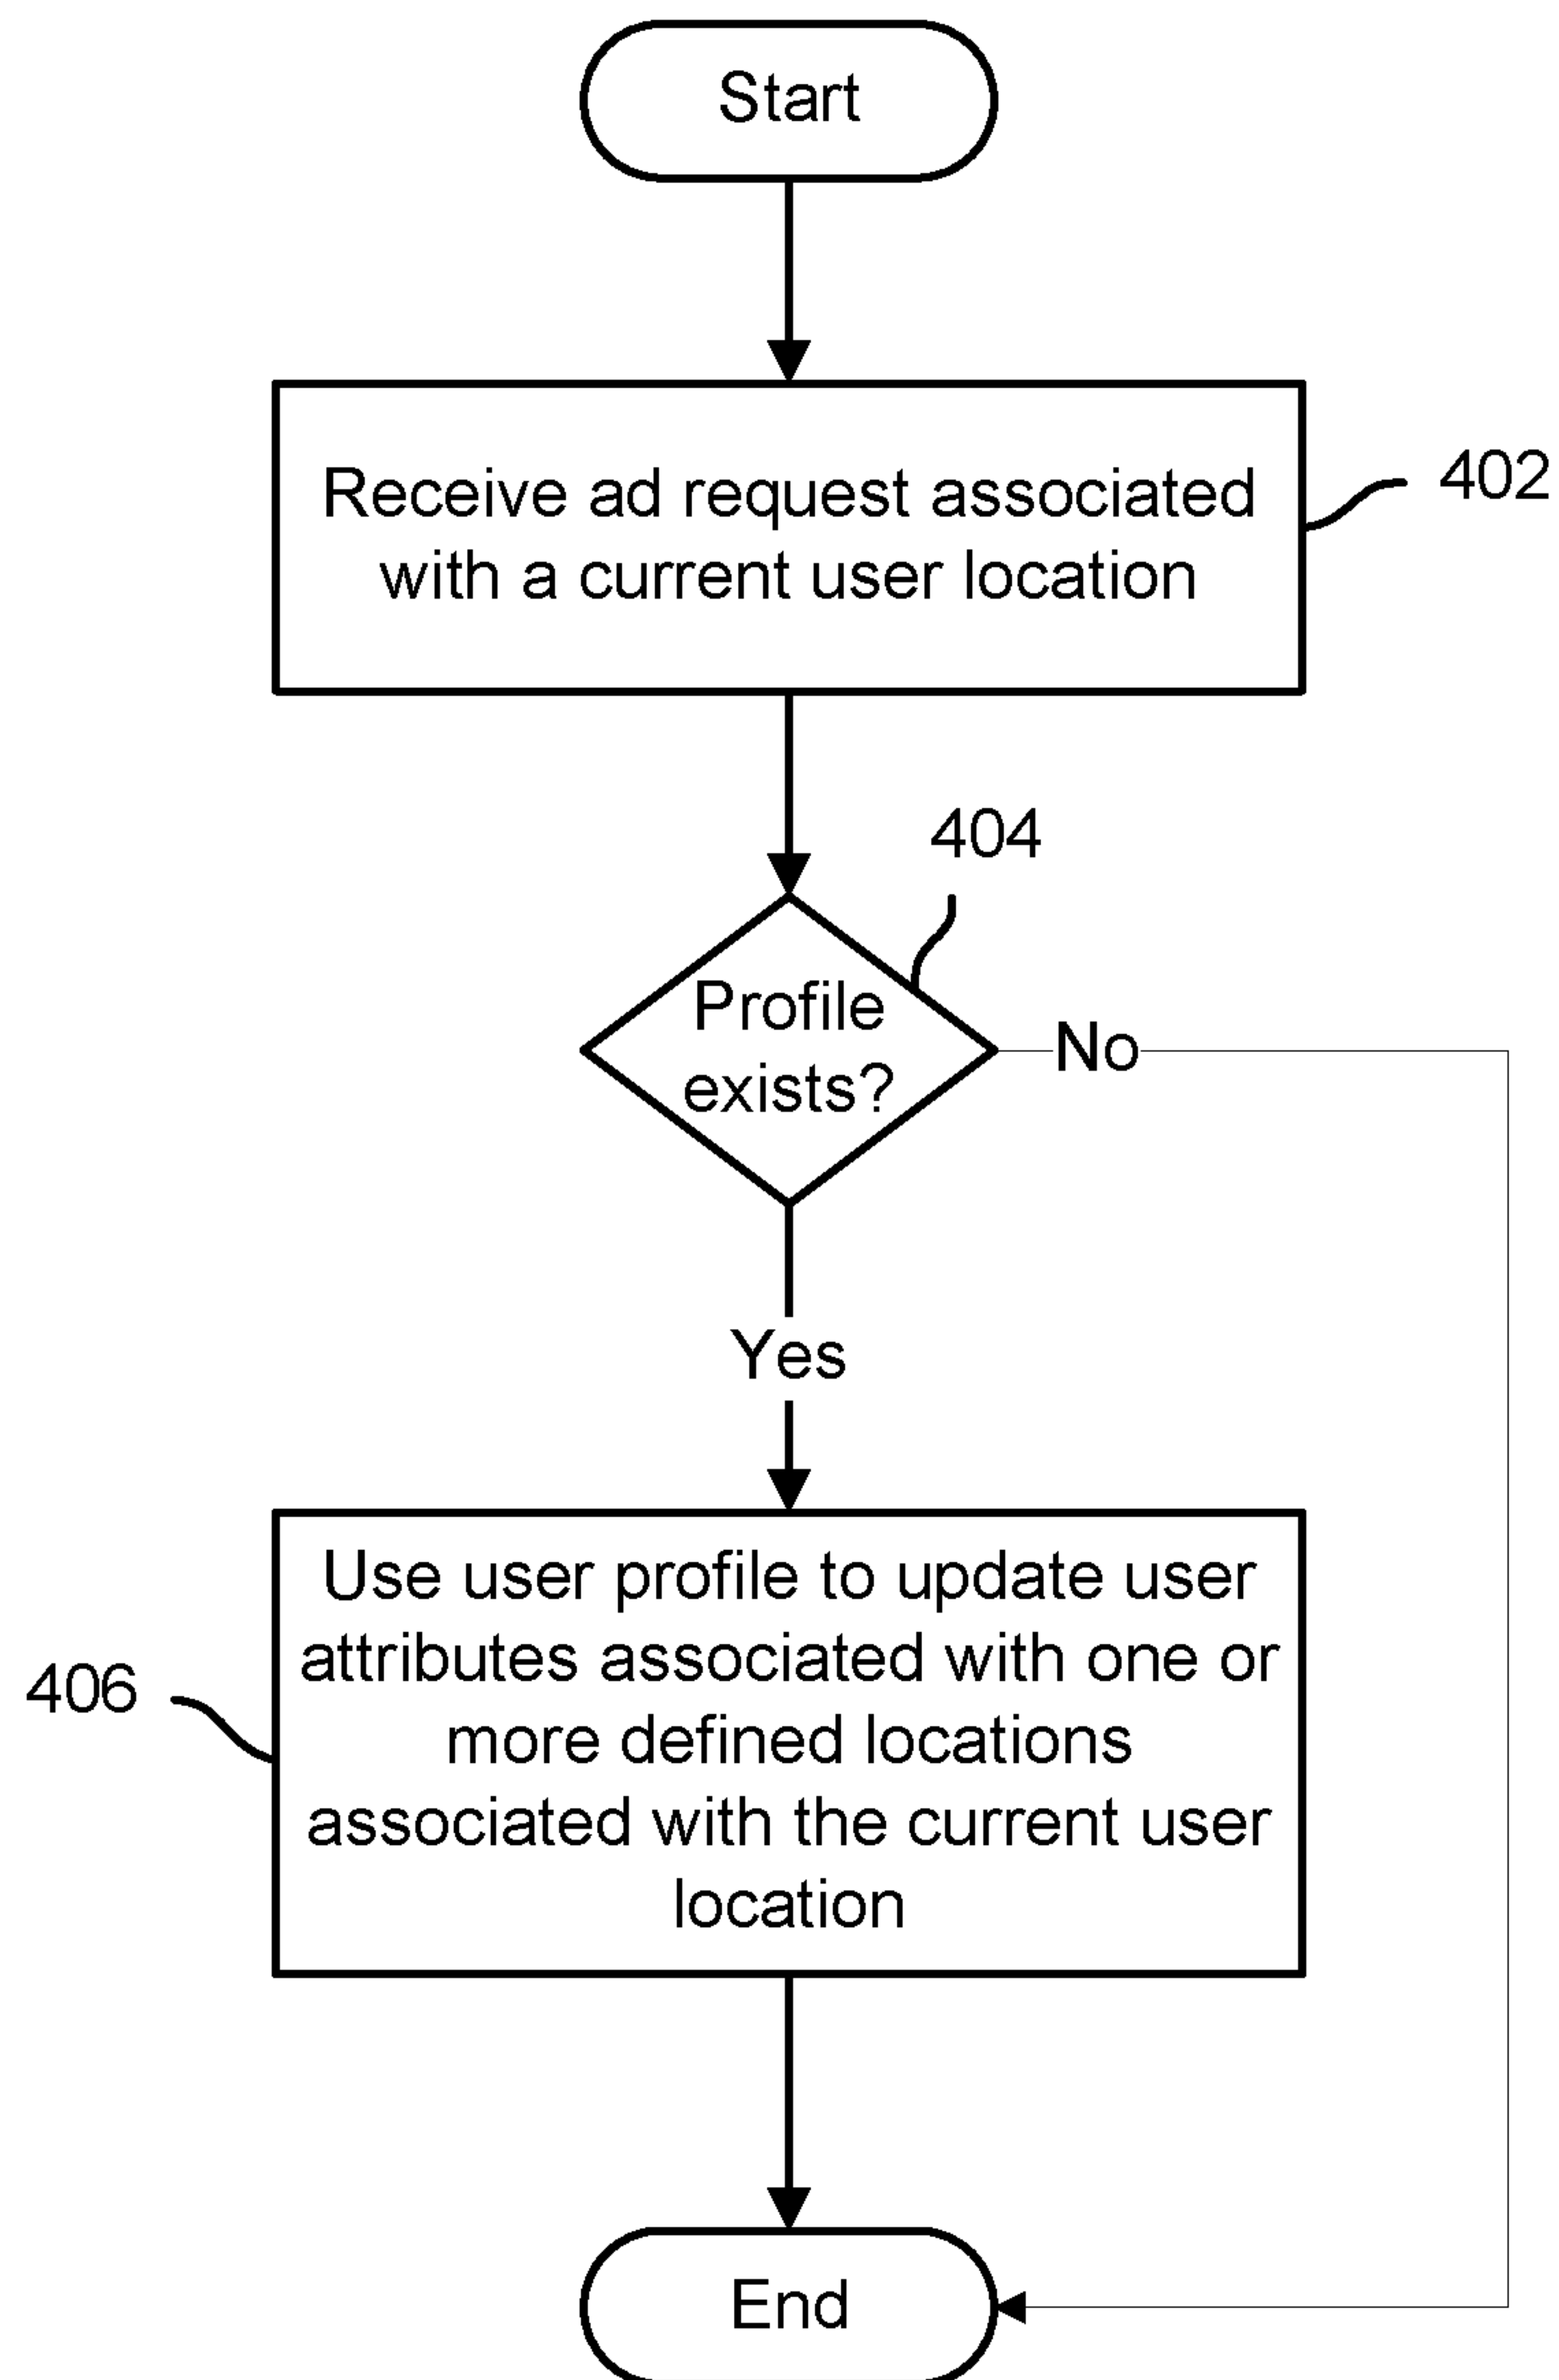 Start
Receive ad request associated
with a current user location
402
404
Profile
exists?
No
Yes
Use user profile to update user
attributes associated with one or
more defined locations
associated with the current user
location
406
End